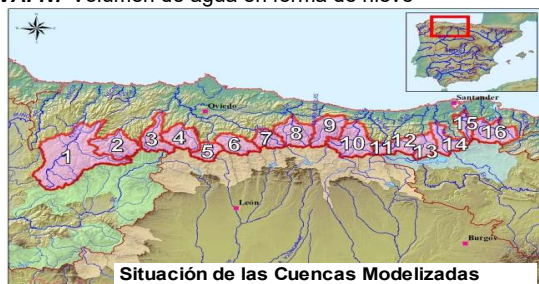 VAFN: Volumen de agua en forma de nieve
Santander
Oviedo
1
2
3
4
5
6
7
8
9
10
11
12
13
14
15
16
León
Burgos
Situación de las Cuencas Modelizadas